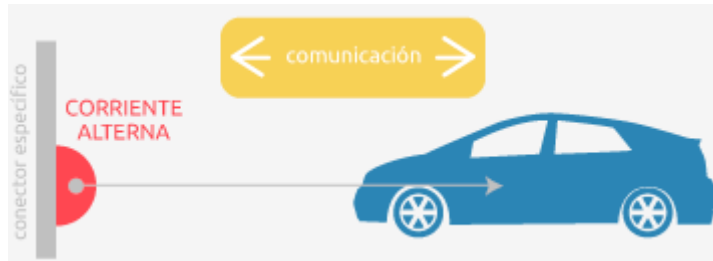 comunicación
conector específico
CORRIENTE
ALTERNA